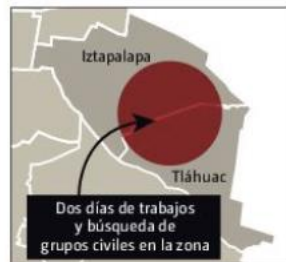 Iztapalapa
Tláhuac
Dos días de trabajos
y búsqueda de
grupos civiles en la zona